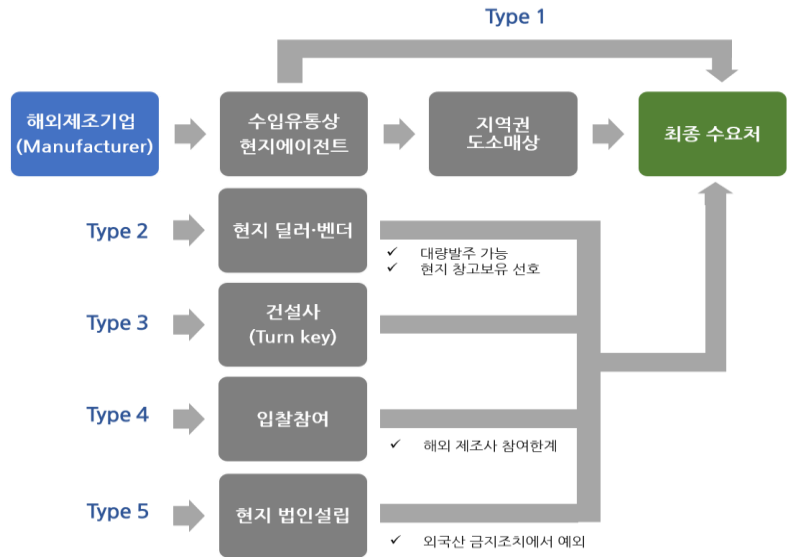 Type 1
해외제조기업
(Manufacturer)
수입유통상
현지에이전트
지역권
도소매상
최종 수요처
Type 2
현지 딜러·벤더
✓ 대량발주 가능
✓ 현지 창고보유 선호
Type 3
건설사
(Turn key)
Type 4
입찰참여
✓ 해외 제조사 참여한계
Type 5
현지 법인설립
✓ 외국산 금지조치에서 예외